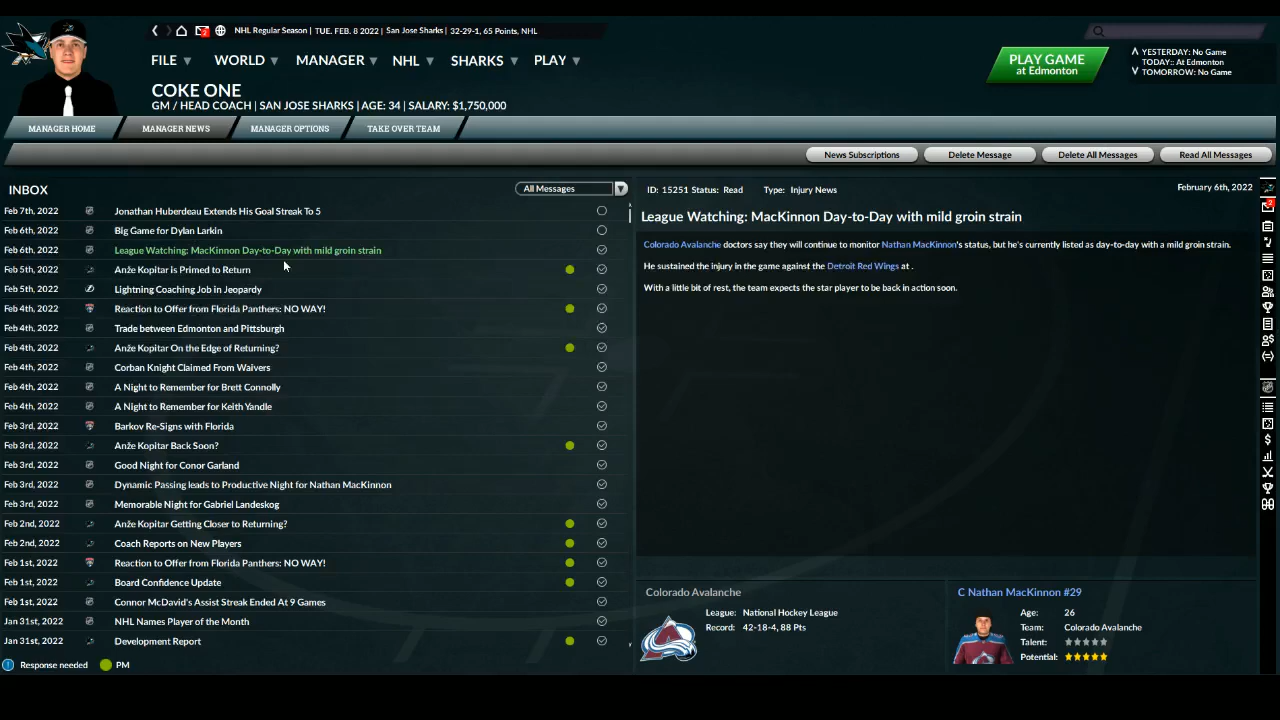 NHL Regular Season | TUE. FEB. 8 2022 | San Jose Sharks | 32-29-1, 65 Points, NHL
FILE WORLD MANAGER NHL SHARKS PLAY
PLAY GAME
at Edmonton
YESTERDAY: No Game
TODAY:: At Edmonton
TOMORROW: No Game
COKE ONE
GM / HEAD COACH | SAN JOSE SHARKS | AGE: 34 | SALARY: $1,750,000
MANAGER HOME MANAGER NEWS MANAGER OPTIONS TAKE OVER TEAM
News Subscriptions Delete Message Delete All Messages Read All Messages
INBOX All Messages
Feb 7th, 2022 Jonathan Huberdeau Extends His Goal Streak To 5
Feb 6th, 2022 Big Game for Dylan Larkin
Feb 6th, 2022 League Watching: MacKinnon Day-to-Day with mild groin strain
Feb 5th, 2022 Anže Kopitar is Primed to Return
Feb 5th, 2022 Lightning Coaching Job in Jeopardy
Feb 4th, 2022 Reaction to Offer from Florida Panthers: NO WAY!
Feb 4th, 2022 Trade between Edmonton and Pittsburgh
Feb 4th, 2022 Anže Kopitar On the Edge of Returning?
Feb 4th, 2022 Corban Knight Claimed From Waivers
Feb 4th, 2022 A Night to Remember for Brett Connolly
Feb 4th, 2022 A Night to Remember for Keith Yandle
Feb 3rd, 2022 Barkov Re-Signs with Florida
Feb 3rd, 2022 Anže Kopitar Back Soon?
Feb 3rd, 2022 Good Night for Conor Garland
Feb 3rd, 2022 Dynamic Passing leads to Productive Night for Nathan MacKinnon
Feb 3rd, 2022 Memorable Night for Gabriel Landeskog
Feb 2nd, 2022 Anže Kopitar Getting Closer to Returning?
Feb 2nd, 2022 Coach Reports on New Players
Feb 1st, 2022 Reaction to Offer from Florida Panthers: NO WAY!
Feb 1st, 2022 Board Confidence Update
Feb 1st, 2022 Connor McDavid's Assist Streak Ended At 9 Games
Jan 31st, 2022 NHL Names Player of the Month
Jan 31st, 2022 Development Report
Response needed PM
ID: 15251 Status: Read Type: Injury News February 6th, 2022
League Watching: MacKinnon Day-to-Day with mild groin strain
Colorado Avalanche doctors say they will continue to monitor Nathan MacKinnon's status, but he's currently listed as day-to-day with a mild groin strain.
He sustained the injury in the game against the Detroit Red Wings at .
With a little bit of rest, the team expects the star player to be back in action soon.
Colorado Avalanche
League: National Hockey League
Record: 42-18-4, 88 Pts
C Nathan MacKinnon #29
Age: 26
Team: Colorado Avalanche
Talent:
Potential:
2